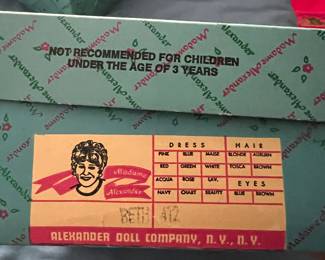 NOT RECOMMENDED FOR CHILDREN
UNDER THE AGE OF 3 YEARS
Madame
Alexander
DRESS HAIR
PINK BLUE MAIZE BLONDE AUBURN
RED GREEN WHITE TOSCA BROWN
ACQUA ROSE LAV. EYES
NAVY CHART BEAUTY BLUE BROWN
BETH 412
ALEXANDER DOLL COMPANY, N.Y., N.Y.